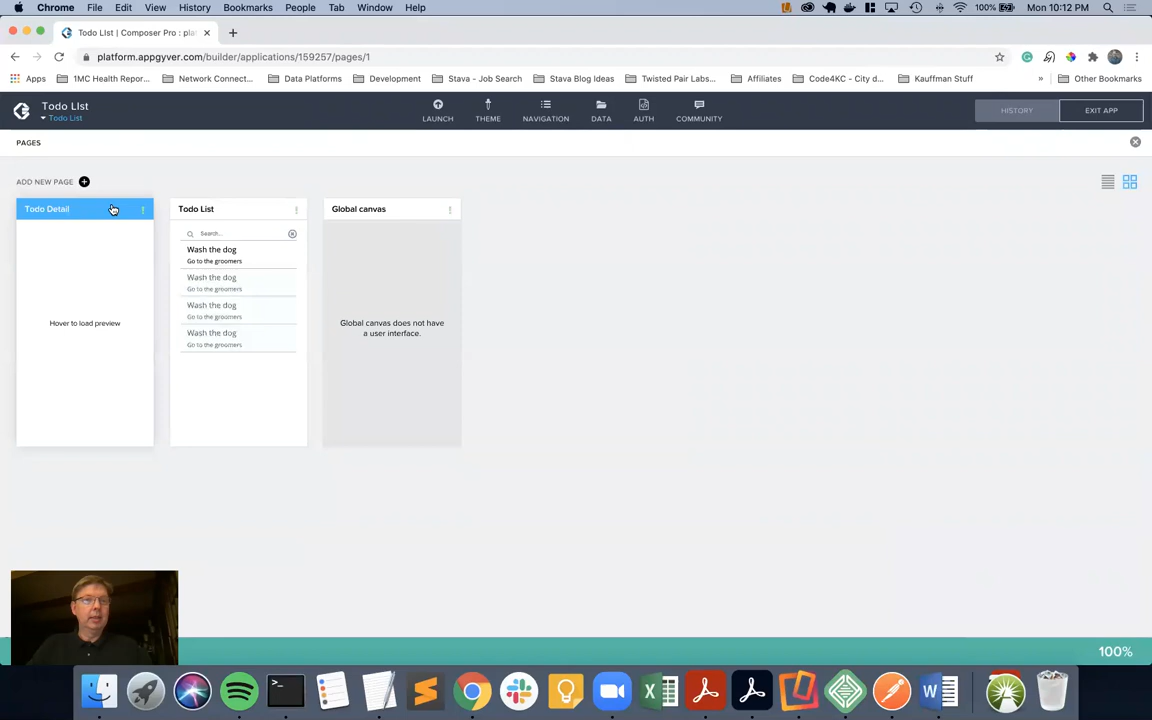 Chrome File Edit View History Bookmarks People Tab Window Help 100% Mon 10:12 PM
Todo LIst | Composer Pro : plat
platform.appgyver.com/builder/applications/159257/pages/1
Apps 1MC Health Repor... Network Connect... Data Platforms Development Stava - Job Search Stava Blog Ideas Twisted Pair Labs... Affiliates Code4KC - City d... Kauffman Stuff » Other Bookmarks
Todo LIst
Todo List
LAUNCH THEME NAVIGATION DATA AUTH COMMUNITY HISTORY EXIT APP
PAGES
ADD NEW PAGE
Todo Detail Todo List Global canvas
Search...
Wash the dog
Go to the groomers
Wash the dog
Go to the groomers
Wash the dog
Go to the groomers
Wash the dog
Go to the groomers
Hover to load preview
Global canvas does not have
a user interface.
100%